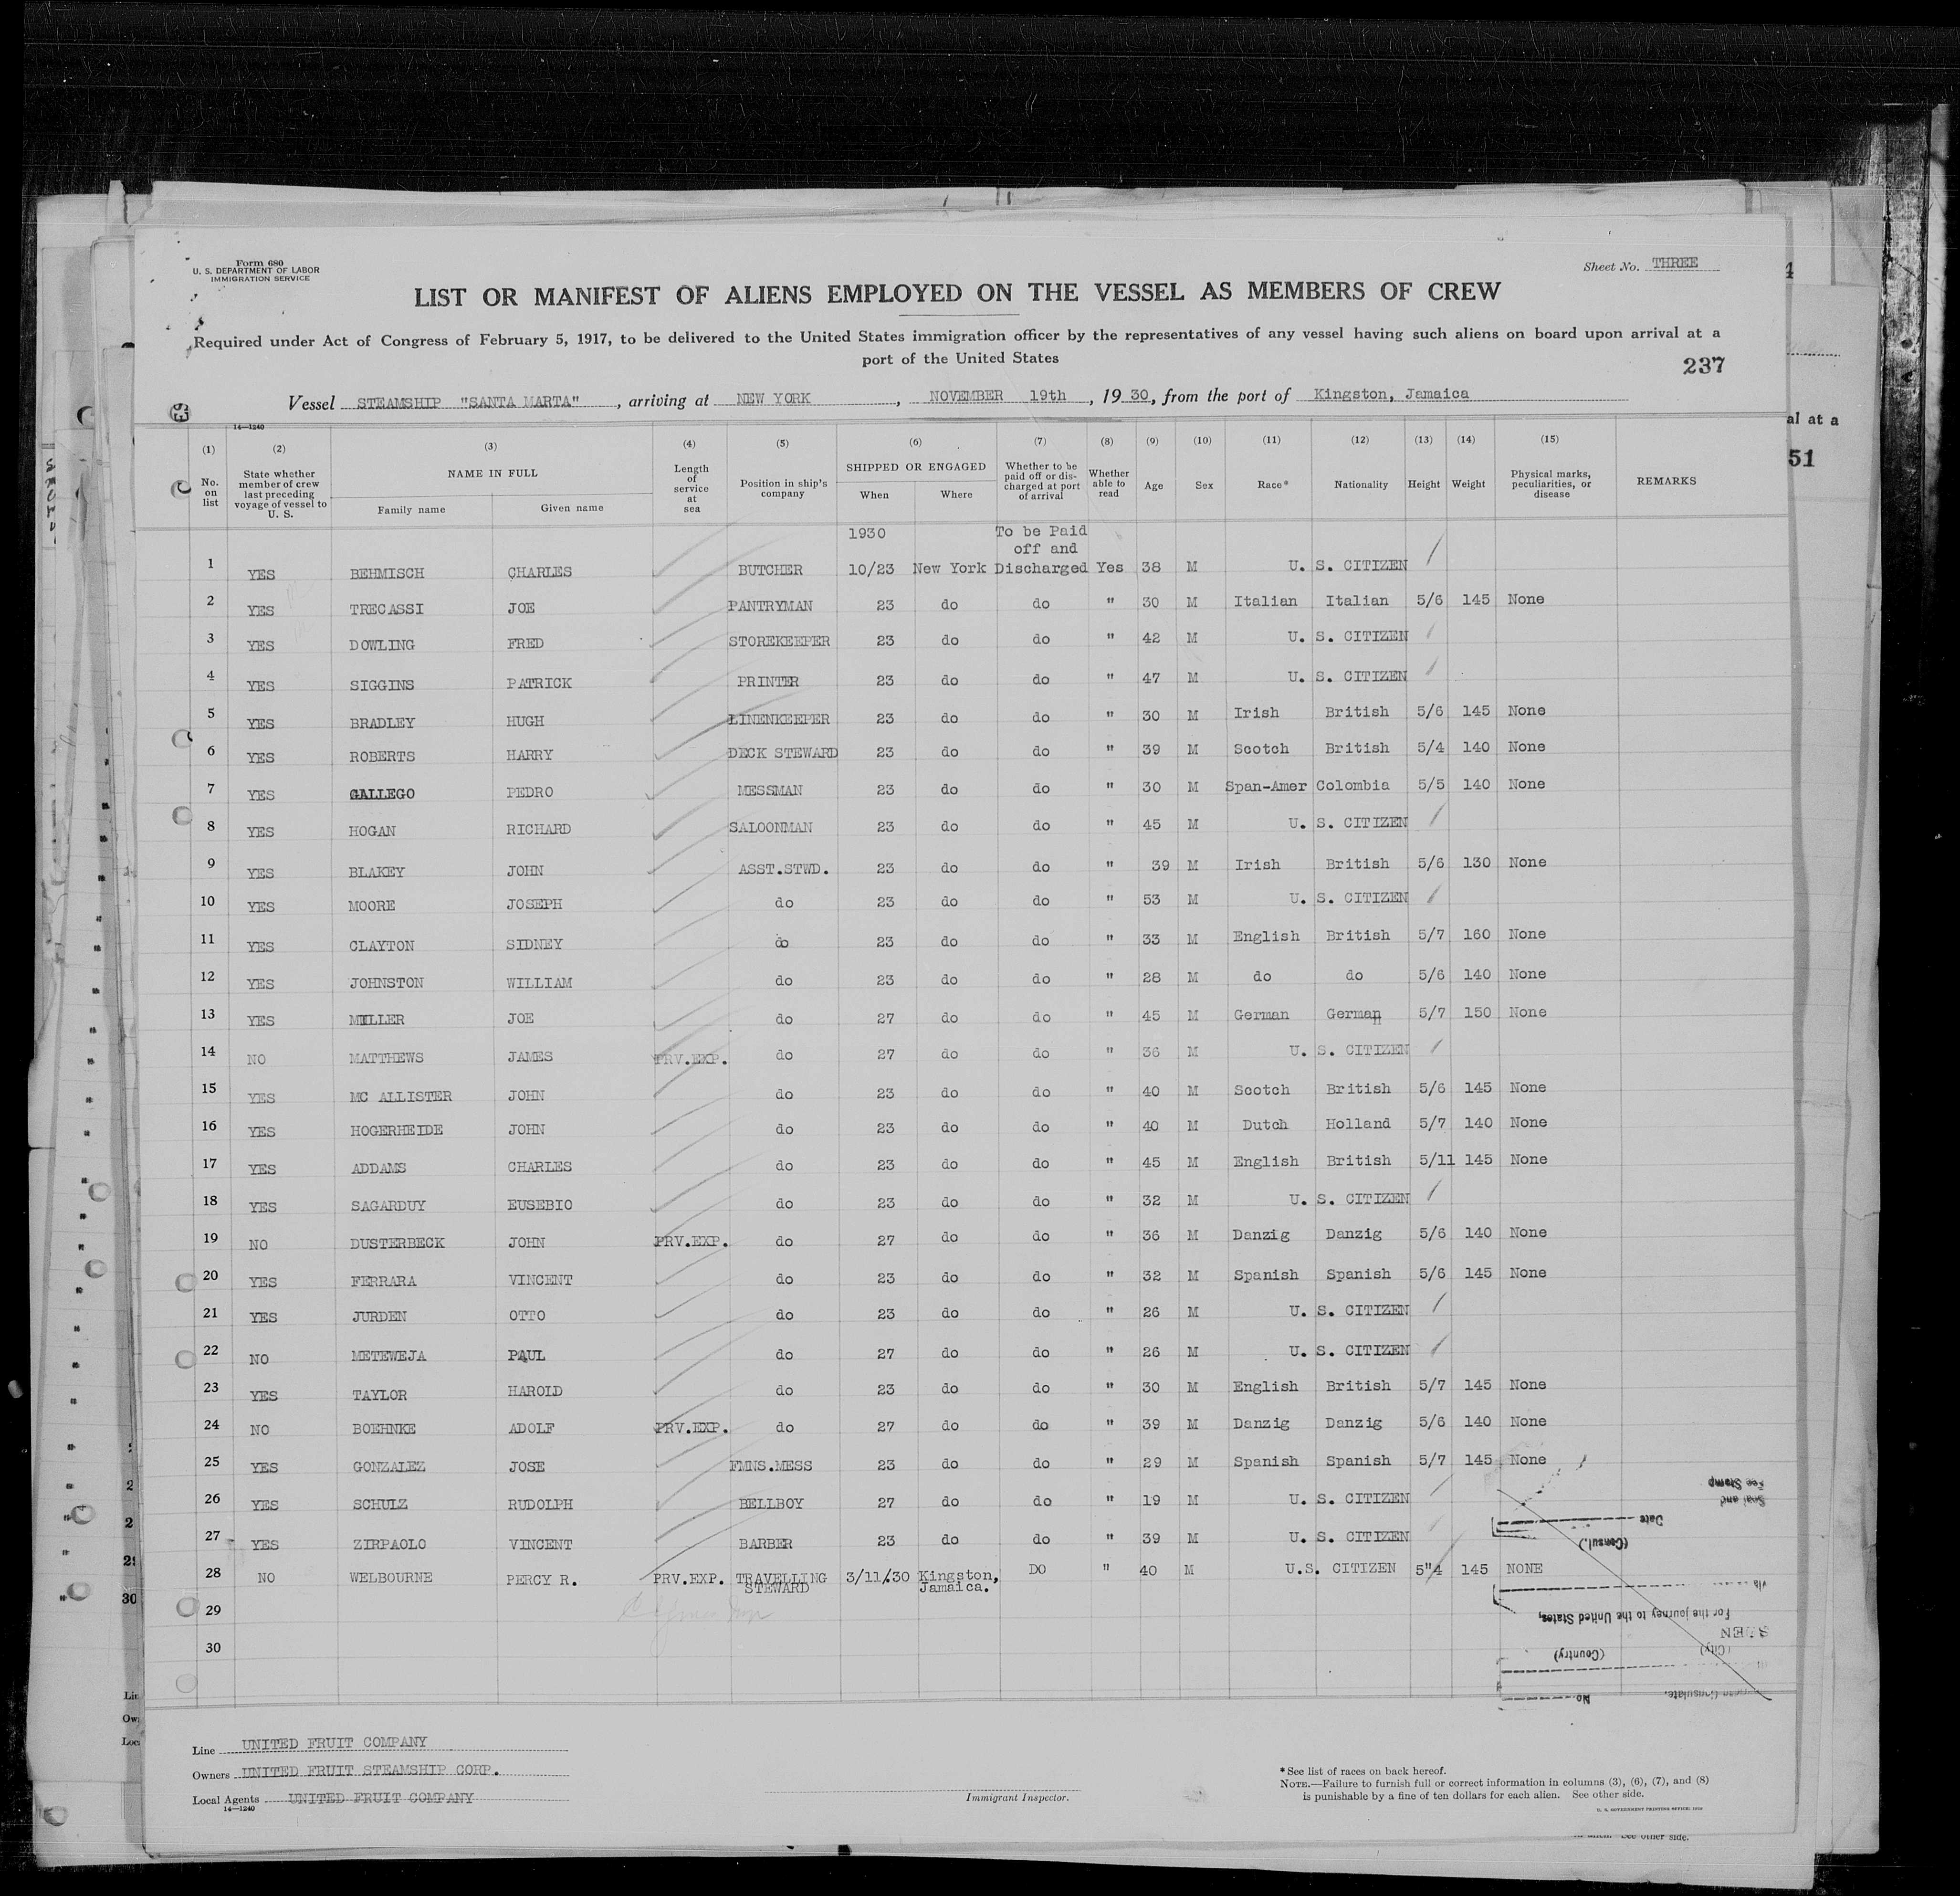 Form 680
U. S. DEPARTMENT OF LABOR
IMMIGRATION SERVICE
Sheet No. THREE
LIST OR MANIFEST OF ALIENS EMPLOYED ON THE VESSEL AS MEMBERS OF CREW
Required under Act of Congress of February 5, 1917, to be delivered to the United States immigration officer by the representatives of any vessel having such aliens on board upon arrival at a
port of the United States
237
Vessel STEAMSHIP "SANTA MARTA", arriving at NEW YORK, NOVEMBER 19th, 1930, from the port of Kingston, Jamaica
al at a
51
14—1240
(1) (2) (3) (4) (5) (6) (7) (8) (9) (10) (11) (12) (13) (14) (15)
No. on list State whether member of crew last preceding voyage of vessel to U. S. NAME IN FULL Length of service at sea Position in ship's company SHIPPED OR ENGAGED Whether to be paid off or discharged at port of arrival Whether able to read Age Sex Race* Nationality Height Weight Physical marks, peculiarities, or disease REMARKS
Family name Given name When Where
1930 To be Paid
off and
1 YES BEHMISCH CHARLES BUTCHER 10/23 New York Discharged Yes 38 M U. S. CITIZEN
2 YES TRECASSI JOE PANTRYMAN 23 do do " 30 M Italian Italian 5/6 145 None
3 YES DOWLING FRED STOREKEEPER 23 do do " 42 M U. S. CITIZEN
4 YES SIGGINS PATRICK PRINTER 23 do do " 47 M U. S. CITIZEN
5 YES BRADLEY HUGH LINENKEEPER 23 do do " 30 M Irish British 5/6 145 None
6 YES ROBERTS HARRY DECK STEWARD 23 do do " 39 M Scotch British 5/4 140 None
7 YES GALLEGO PEDRO MESSMAN 23 do do " 30 M Span-Amer Colombia 5/5 140 None
8 YES HOGAN RICHARD SALOONMAN 23 do do " 45 M U. S. CITIZEN
9 YES BLAKEY JOHN ASST.STWD. 23 do do " 39 M Irish British 5/6 130 None
10 YES MOORE JOSEPH do 23 do do " 53 M U. S. CITIZEN
11 YES CLAYTON SIDNEY do 23 do do " 33 M English British 5/7 160 None
12 YES JOHNSTON WILLIAM do 23 do do " 28 M do do 5/6 140 None
13 YES MILLER JOE do 27 do do " 45 M German German 5/7 150 None
14 NO MATTHEWS JAMES PRV.EXP. do 27 do do " 36 M U. S. CITIZEN
15 YES MC ALLISTER JOHN do 23 do do " 40 M Scotch British 5/6 145 None
16 YES HOGERHEIDE JOHN do 23 do do " 40 M Dutch Holland 5/7 140 None
17 YES ADDAMS CHARLES do 23 do do " 45 M English British 5/11 145 None
18 YES SAGARDUY EUSEBIO do 23 do do " 32 M U. S. CITIZEN
19 NO DUSTERBECK JOHN PRV.EXP. do 27 do do " 36 M Danzig Danzig 5/6 140 None
20 YES FERRARA VINCENT do 23 do do " 32 M Spanish Spanish 5/6 145 None
21 YES JURDEN OTTO do 23 do do " 26 M U. S. CITIZEN
22 NO METEWEJA PAUL do 27 do do " 26 M U. S. CITIZEN
23 YES TAYLOR HAROLD do 23 do do " 30 M English British 5/7 145 None
24 NO BOEHNKE ADOLF PRV.EXP. do 27 do do " 39 M Danzig Danzig 5/6 140 None
25 YES GONZALEZ JOSE FMNS.MESS 23 do do " 29 M Spanish Spanish 5/7 145 None
26 YES SCHULZ RUDOLPH BELLBOY 27 do do " 19 M U. S. CITIZEN
27 YES ZIRPAOLO VINCENT BARBER 23 do do " 39 M U. S. CITIZEN
28 NO WELBOURNE PERCY R. PRV.EXP. TRAVELLING STEWARD 3/11/30 Kingston, Jamaica. DO " 40 M U.S. CITIZEN 5"4 145 NONE
29
30
No.
(City) (Country)
For the journey to the United States,
(Consul.)
Date
Seal and
Fee Stamp
Line UNITED FRUIT COMPANY
Owners UNITED FRUIT STEAMSHIP CORP.
Local Agents UNITED FRUIT COMPANY
14—1240
Immigrant Inspector.
*See list of races on back hereof.
NOTE.—Failure to furnish full or correct information in columns (3), (6), (7), and (8)
is punishable by a fine of ten dollars for each alien. See other side.
See other side.